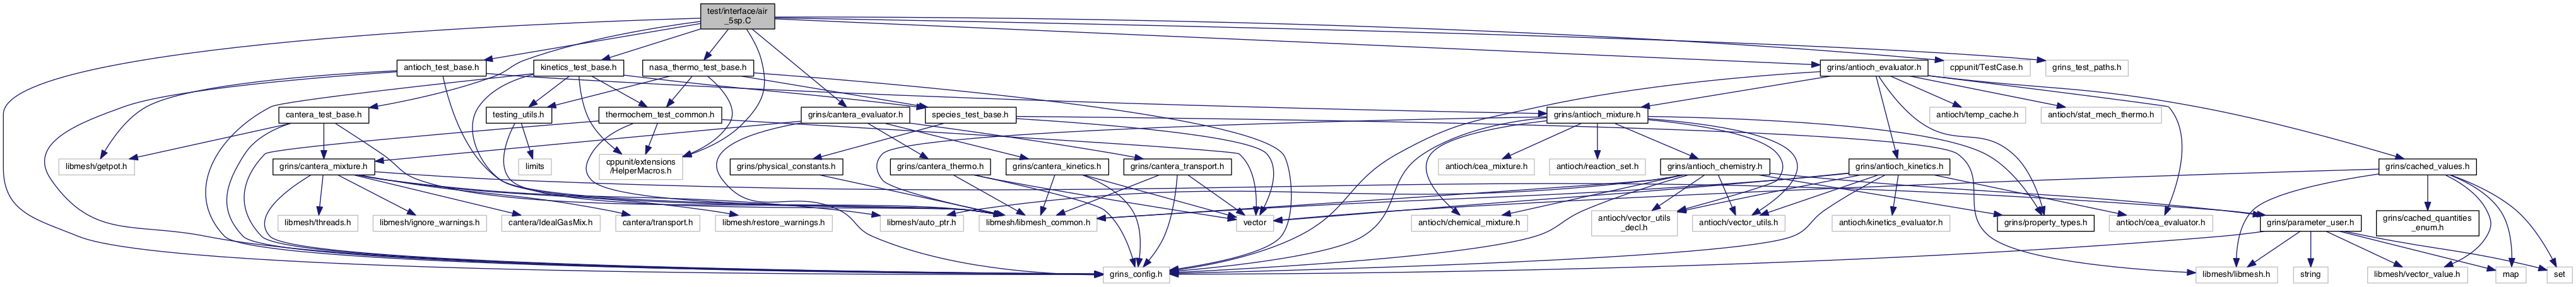 test/interface/air
_5sp.C
antioch_test_base.h
kinetics_test_base.h
nasa_thermo_test_base.h
grins/antioch_evaluator.h
cppunit/TestCase.h
grins_test_paths.h
cantera_test_base.h
testing_utils.h
thermochem_test_common.h
grins/cantera_evaluator.h
species_test_base.h
grins/antioch_mixture.h
antioch/temp_cache.h
antioch/stat_mech_thermo.h
libmesh/getpot.h
grins/cantera_mixture.h
limits
cppunit/extensions
/HelperMacros.h
grins/physical_constants.h
grins/cantera_thermo.h
grins/cantera_kinetics.h
grins/cantera_transport.h
antioch/cea_mixture.h
antioch/reaction_set.h
grins/antioch_chemistry.h
grins/antioch_kinetics.h
grins/cached_values.h
libmesh/threads.h
libmesh/ignore_warnings.h
cantera/IdealGasMix.h
cantera/transport.h
libmesh/restore_warnings.h
libmesh/auto_ptr.h
libmesh/libmesh_common.h
vector
antioch/chemical_mixture.h
antioch/vector_utils
_decl.h
antioch/vector_utils.h
antioch/kinetics_evaluator.h
grins/property_types.h
antioch/cea_evaluator.h
grins/parameter_user.h
grins/cached_quantities
_enum.h
grins_config.h
libmesh/libmesh.h
string
libmesh/vector_value.h
map
set